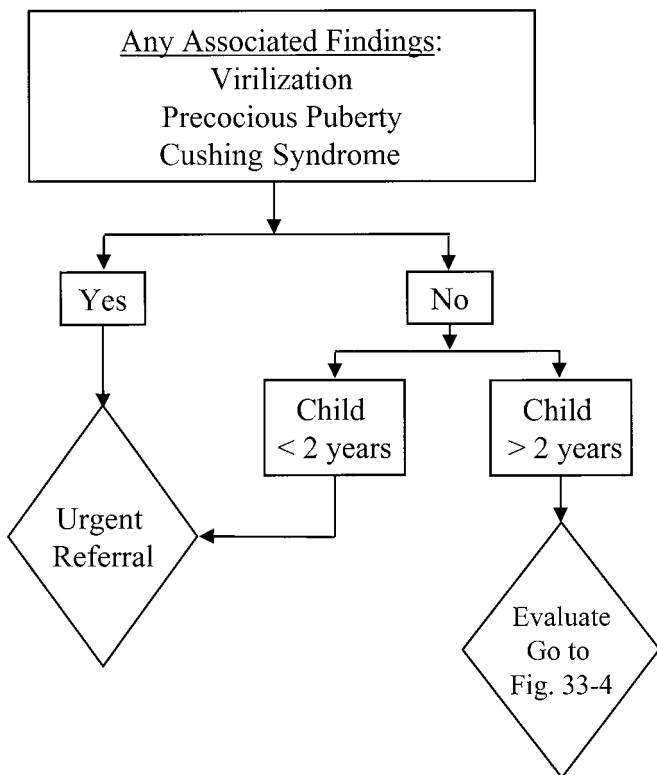 Any Associated Findings:
Virilization
Precocious Puberty
Cushing Syndrome
Yes
No
Child
< 2 years
Child
> 2 years
Urgent
Referral
Evaluate
Go to
Fig. 33-4